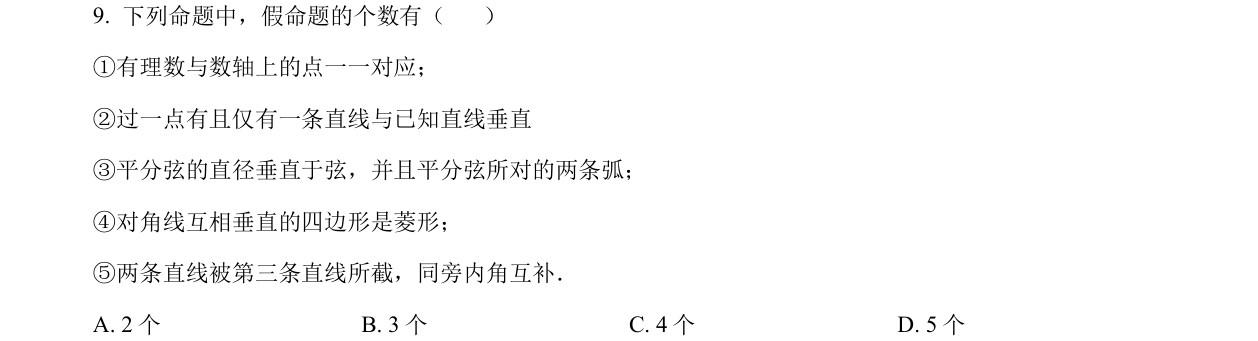 9. 下列命题中，假命题的个数有（　　）
①有理数与数轴上的点一一对应；
②过一点有且仅有一条直线与已知直线垂直
③平分弦的直径垂直于弦，并且平分弦所对的两条弧；
④对角线互相垂直的四边形是菱形；
⑤两条直线被第三条直线所截，同旁内角互补．
A. 2 个　B. 3 个　C. 4 个　D. 5 个